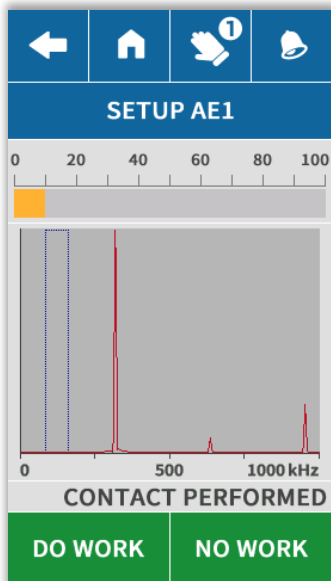 1
SETUP AE1
0 20 40 60 80 100
0 500 1000 kHz
CONTACT PERFORMED
DO WORK NO WORK